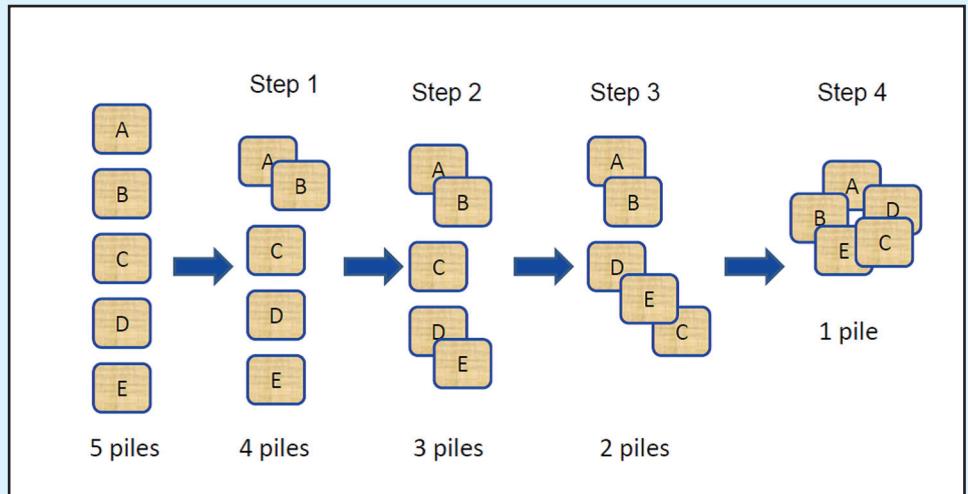 Step 1
Step 2
Step 3
Step 4
A
B
C
D
E
A
B
C
D
E
A
B
C
D
E
A
B
D
E
C
A
B
D
E
C
1 pile
5 piles
4 piles
3 piles
2 piles